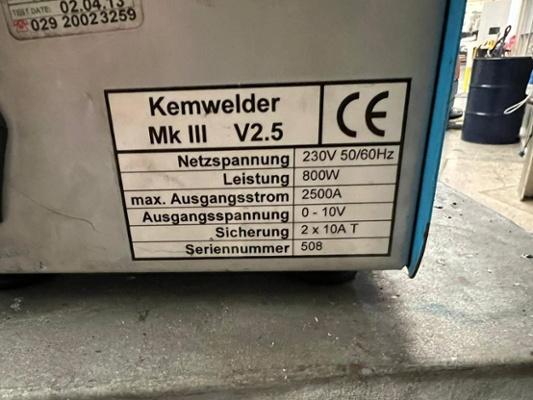 TEST DATE: 02.04.13
029 20023259
Kemwelder
Mk III V2.5
CE
Netzspannung 230V 50/60Hz
Leistung 800W
max. Ausgangsstrom 2500A
Ausgangsspannung 0 - 10V
Sicherung 2 x 10A T
Seriennummer 508